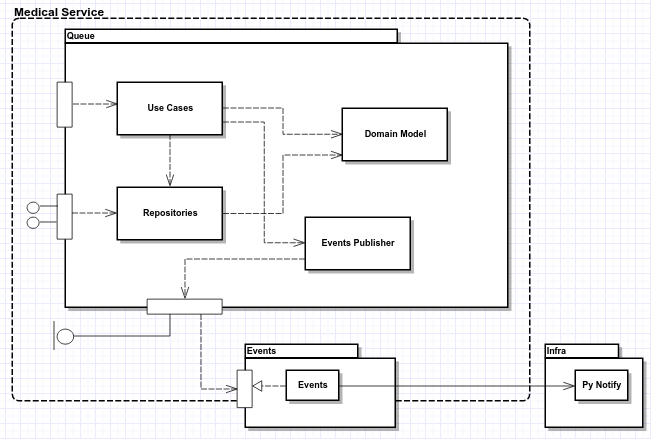 Medical Service
Queue
Use Cases
Domain Model
Repositories
Events Publisher
Events
Infra
Events
Py Notify